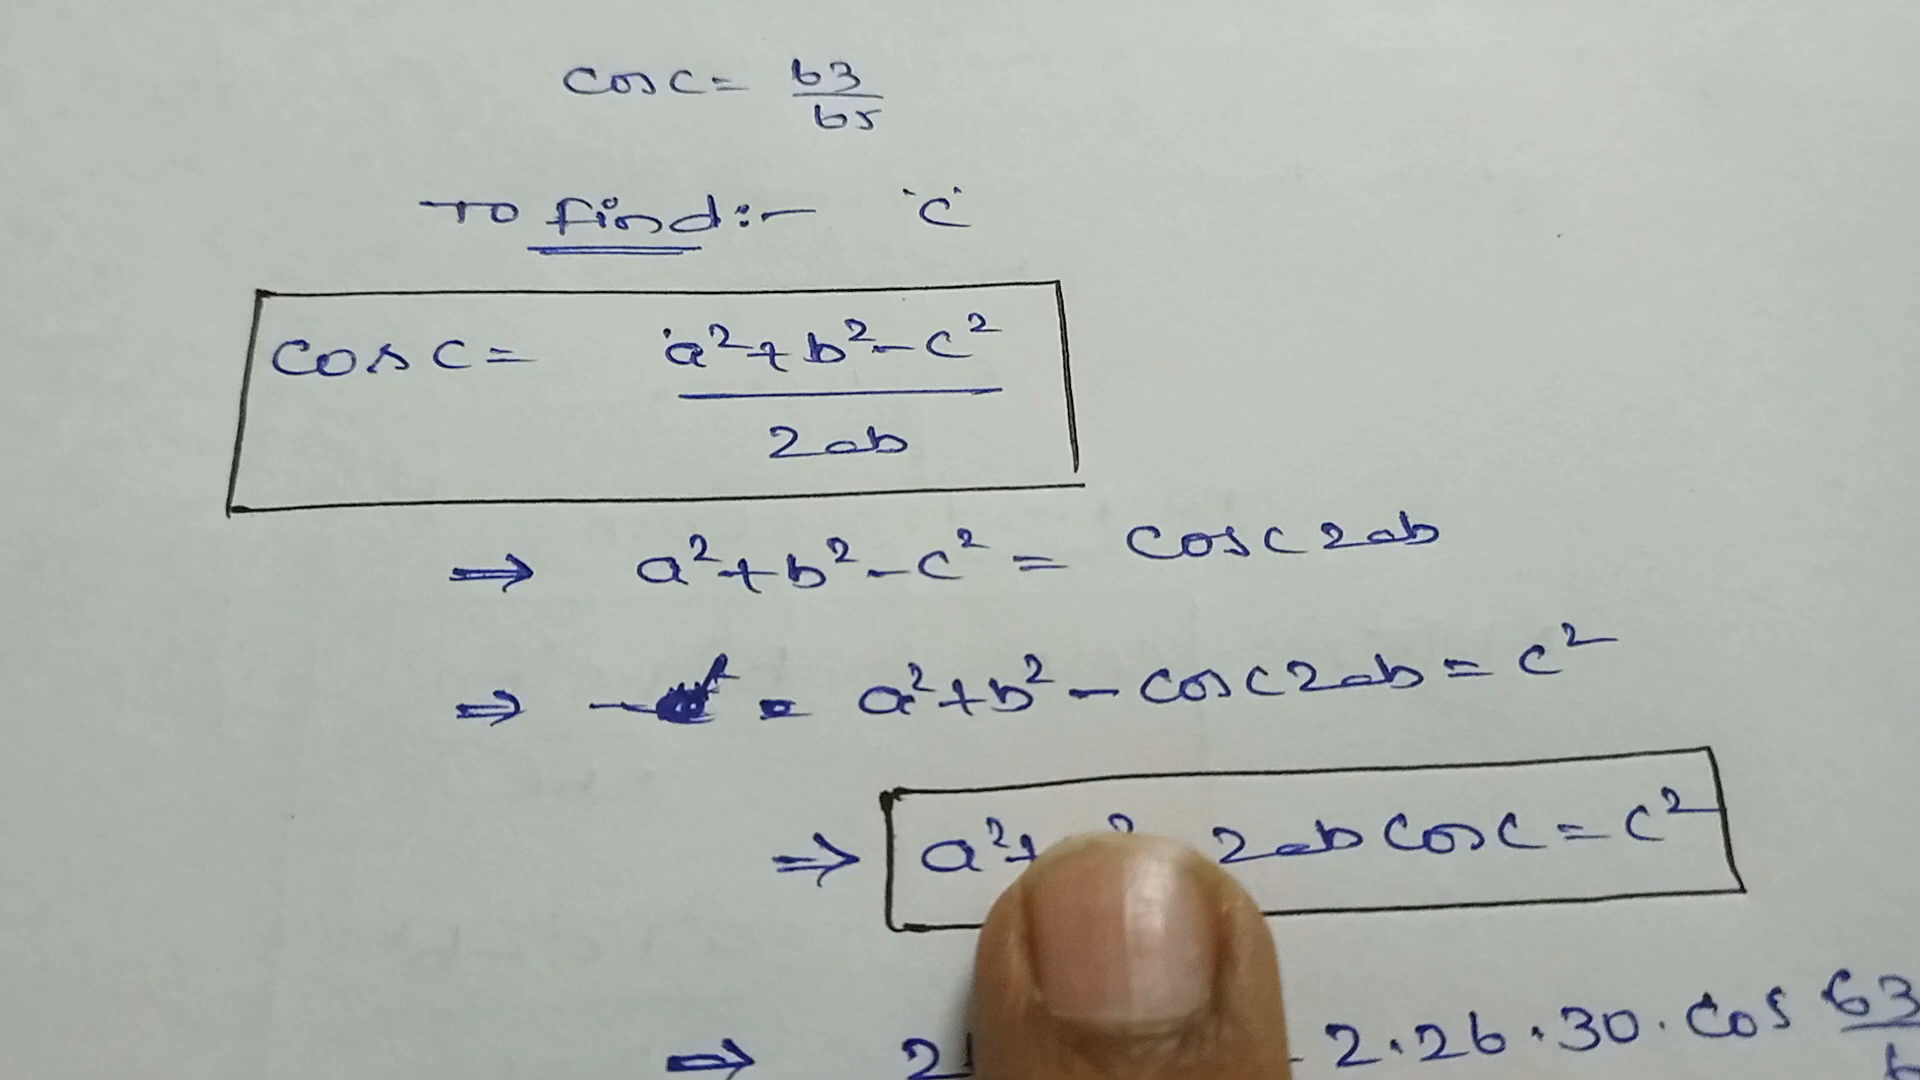 cos c = 63/65
To find :- 'c'
cos c = a²+b²-c² / 2ab
⇒ a²+b²-c² = cos c 2ab
⇒ - = a²+b² - cos c 2ab = c²
⇒ a²+ 2ab cos c = c²
⇒ 2 - 2.26.30. cos 63